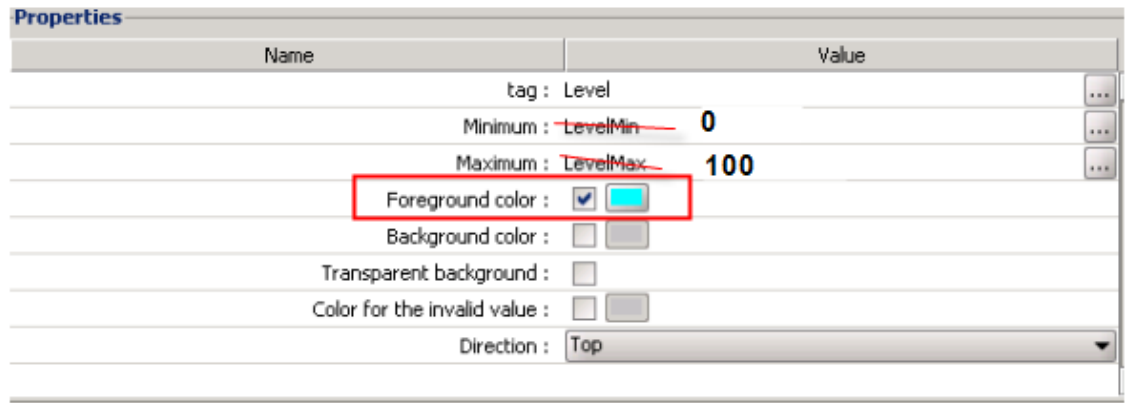 Properties
Name Value
tag : Level ...
Minimum : LevelMin 0 ...
Maximum : LevelMax 100 ...
Foreground color :
Background color :
Transparent background :
Color for the invalid value :
Direction : Top